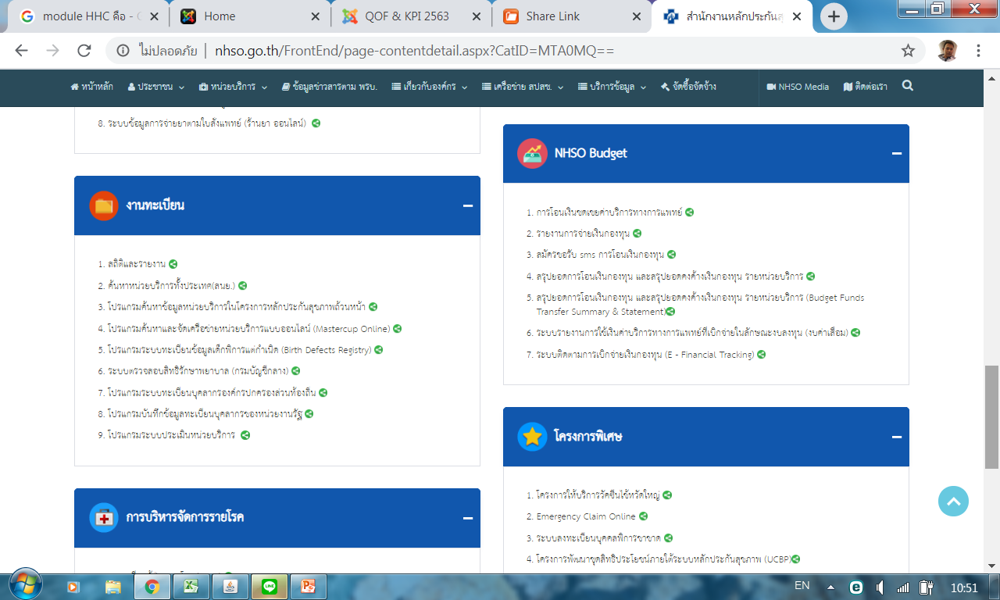 module HHC คือ - G
Home
QOF & KPI 2563
Share Link
สำนักงานหลักประกันสุ
ไม่ปลอดภัย
nhso.go.th/FrontEnd/page-contentdetail.aspx?CatID=MTA0MQ==
หน้าหลัก
ประชาชน
หน่วยบริการ
ข้อมูลข่าวสารตาม พรบ.
เกี่ยวกับองค์กร
เครือข่าย สปสช.
บริการข้อมูล
จัดซื้อจัดจ้าง
NHSO Media
ติดต่อเรา
8. ระบบข้อมูลการจ่ายยาตามใบสั่งแพทย์ (ร้านยา ออนไลน์)
งานทะเบียน
1. สถิติและรายงาน
2. ค้นหาหน่วยบริการทั้งประเทศ(สนย.)
3. โปรแกรมค้นหาข้อมูลหน่วยบริการในโครงการหลักประกันสุขภาพถ้วนหน้า
4. โปรแกรมค้นหาและจัดเครือข่ายหน่วยบริการแบบออนไลน์ (Mastercup Online)
5. โปรแกรมระบบทะเบียนข้อมูลเด็กพิการแต่กำเนิด (Birth Defects Registry)
6. ระบบตรวจสอบสิทธิรักษาพยาบาล (กรมบัญชีกลาง)
7. โปรแกรมระบบทะเบียนบุคลากรองค์กรปกครองส่วนท้องถิ่น
8. โปรแกรมบันทึกข้อมูลทะเบียนบุคลากรของหน่วยงานรัฐ
9. โปรแกรมระบบประเมินหน่วยบริการ
การบริหารจัดการรายโรค
NHSO Budget
1. การโอนเงินชดเชยค่าบริการทางการแพทย์
2. รายงานการจ่ายเงินกองทุน
3. สมัครขอรับ sms การโอนเงินกองทุน
4. สรุปยอดการโอนเงินกองทุน และสรุปยอดคงค้างเงินกองทุน รายหน่วยบริการ
5. สรุปยอดการโอนเงินกองทุน และสรุปยอดคงค้างเงินกองทุน รายหน่วยบริการ (Budget Funds
Transfer Summary & Statement)
6. ระบบรายงานการใช้เงินค่าบริการทางการแพทย์ที่เบิกจ่ายในลักษณะงบลงทุน (งบค่าเสื่อม)
7. ระบบติดตามการเบิกจ่ายเงินกองทุน (E - Financial Tracking)
โครงการพิเศษ
1. โครงการให้บริการวัคซีนไข้หวัดใหญ่
2. Emergency Claim Online
3. ระบบลงทะเบียนบุคคลพิการขาขาด
4. โครงการพัฒนาชุดสิทธิประโยชน์ภายใต้ระบบหลักประกันสุขภาพ (UCBP)
EN
10:51